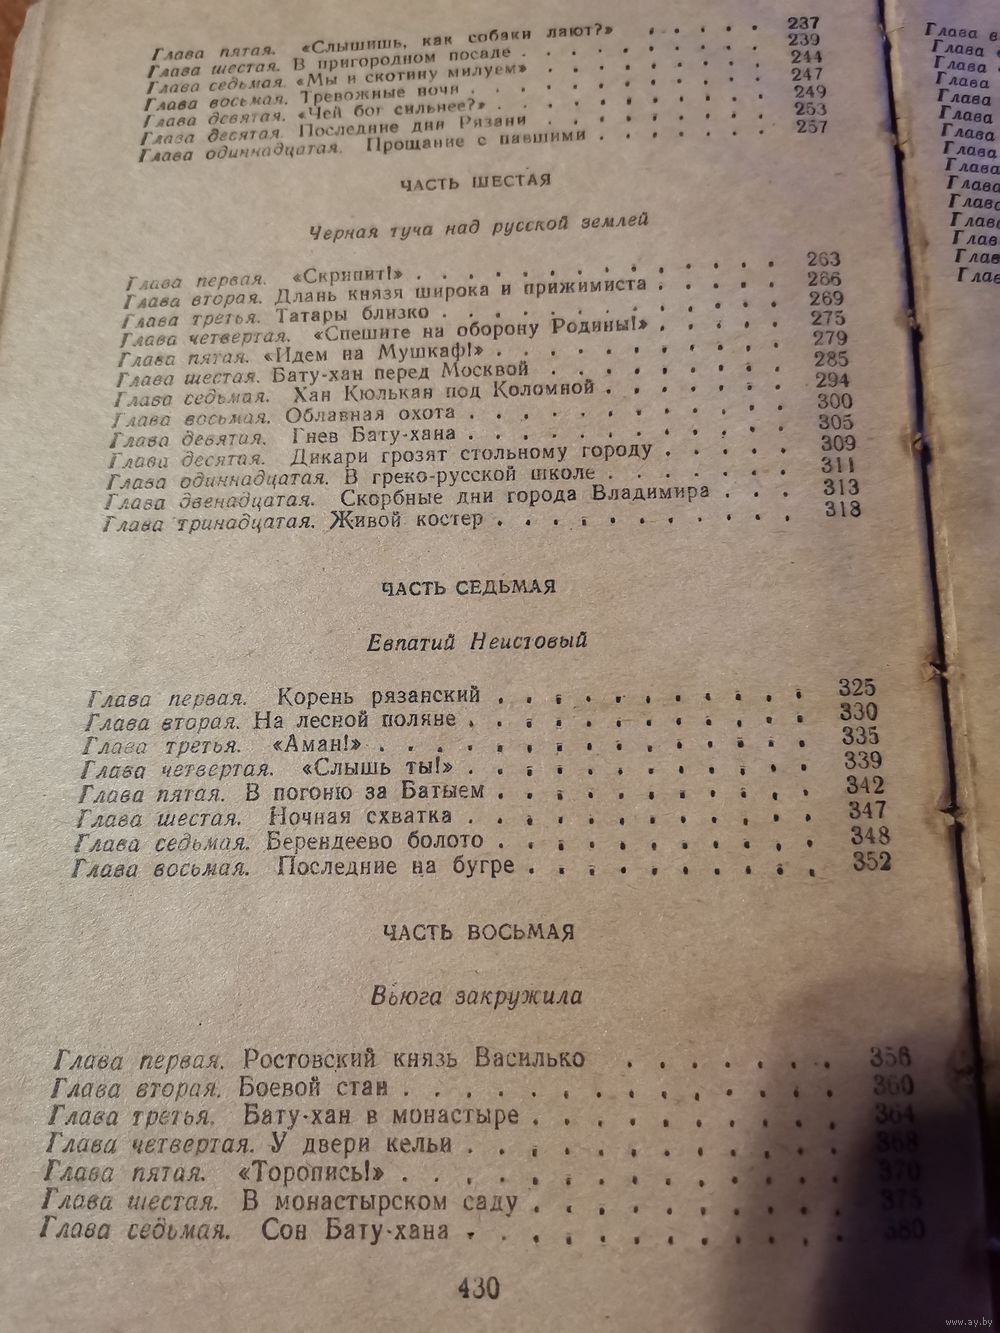 Глава пятая. «Слышишь, как собаки лают?» . . . . . 237
Глава шестая. В пригородном посаде . . . . . . . . 239
Глава седьмая. «Мы и скотину милуем» . . . . . . . 244
Глава восьмая. Тревожные ночи . . . . . . . . . . 247
Глава девятая. «Чей бог сильнее?» . . . . . . . . . 249
Глава десятая. Последние дни Рязани . . . . . . . 253
Глава одиннадцатая. Прощание с павшими . . . . . . 257
ЧАСТЬ ШЕСТАЯ
Черная туча над русской землей
Глава первая. «Скрипит!» . . . . . . . . . . . . . 263
Глава вторая. Длань князя широка и прижимиста . . . . . 266
Глава третья. Татары близко . . . . . . . . . . . 269
Глава четвертая. «Спешите на оборону Родины!» . . . . . 275
Глава пятая. «Идем на Мушкаф!» . . . . . . . . . . 279
Глава шестая. Бату-хан перед Москвой . . . . . . . 285
Глава седьмая. Хан Кюлькан под Коломной . . . . . . 294
Глава восьмая. Облавная охота . . . . . . . . . . 300
Глава девятая. Гнев Бату-хана . . . . . . . . . . 305
Глава десятая. Дикари грозят стольному городу . . . . . 309
Глава одиннадцатая. В греко-русской школе . . . . . . 311
Глава двенадцатая. Скорбные дни города Владимира . . . 313
Глава тринадцатая. Живой костер . . . . . . . . . . 318
ЧАСТЬ СЕДЬМАЯ
Евпатий Неистовый
Глава первая. Корень рязанский . . . . . . . . . . . 325
Глава вторая. На лесной поляне . . . . . . . . . . . 330
Глава третья. «Аман!» . . . . . . . . . . . . . . 335
Глава четвертая. «Слышь ты!» . . . . . . . . . . . 339
Глава пятая. В погоню за Батыем . . . . . . . . . . 342
Глава шестая. Ночная схватка . . . . . . . . . . . 347
Глава седьмая. Берендеево болото . . . . . . . . . . 348
Глава восьмая. Последние на бугре . . . . . . . . . 352
ЧАСТЬ ВОСЬМАЯ
Вьюга закружила
Глава первая. Ростовский князь Василько . . . . . . . 358
Глава вторая. Боевой стан . . . . . . . . . . . . . 360
Глава третья. Бату-хан в монастыре . . . . . . . . . 364
Глава четвертая. У двери кельи . . . . . . . . . . . 368
Глава пятая. «Торопись!» . . . . . . . . . . . . . 370
Глава шестая. В монастырском саду . . . . . . . . . 375
Глава седьмая. Сон Бату-хана . . . . . . . . . . . 380
430
Глава в
Глава
Глава
Глава
Глава
Глава
Глава
Глава
Глава
Глава
Глава
www.ay.by